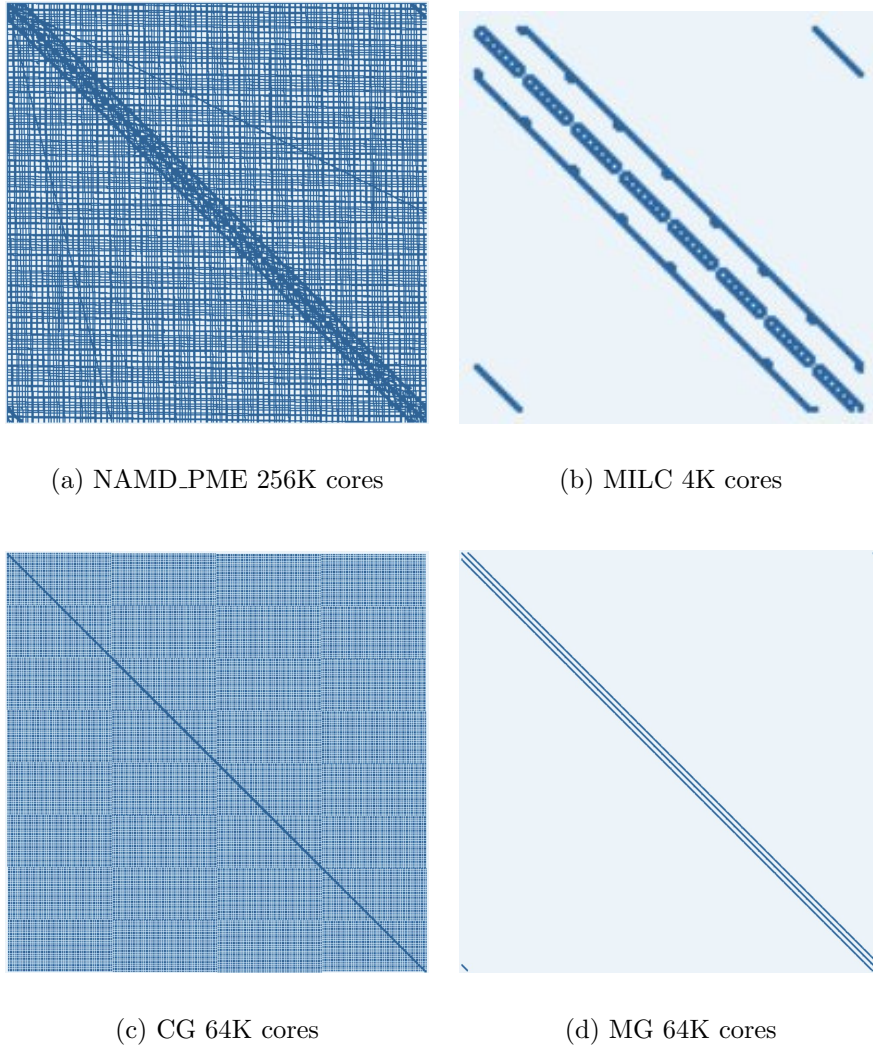 (a) NAMD_PME 256K cores
(b) MILC 4K cores
(c) CG 64K cores
(d) MG 64K cores